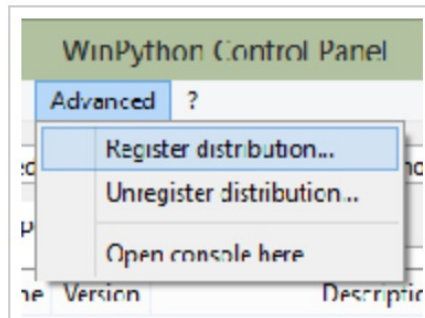 WinPython Control Panel
Advanced ?
Register distribution...
Unregister distribution...
Open console here
Version